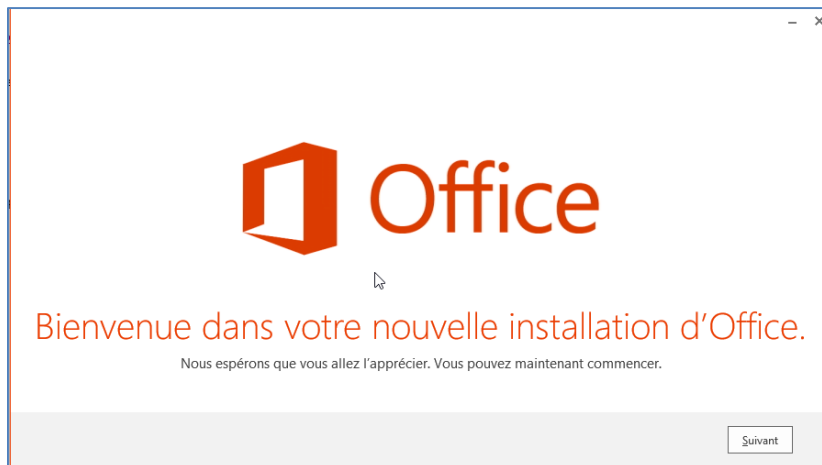 Office
Bienvenue dans votre nouvelle installation d’Office.
Nous espérons que vous allez l’apprécier. Vous pouvez maintenant commencer.
Suivant